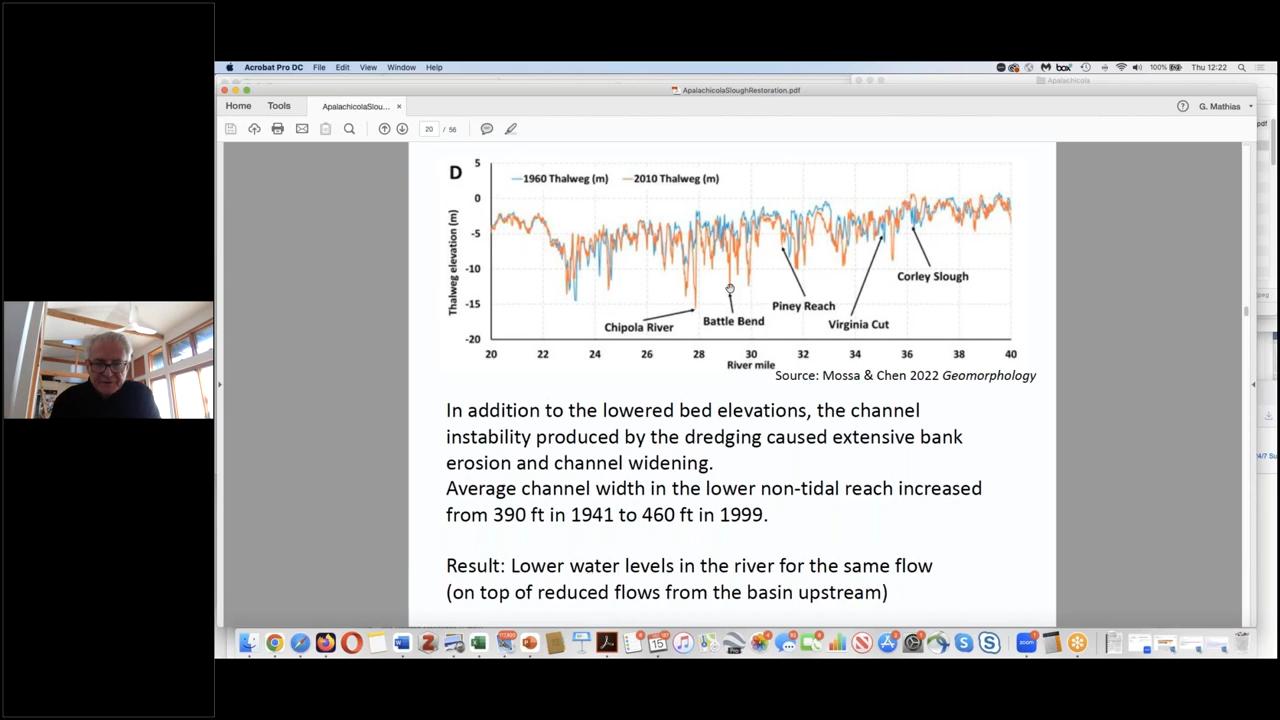 Acrobat Pro DC File Edit View Window Help
100% Thu 12:22
box
Apalachicola
ApalachicolaSloughRestoration.pdf
Home Tools ApalachicolaSlou... × G. Mathias
20 / 56
D
1960 Thalweg (m) 2010 Thalweg (m)
5
0
-5
-10
-15
-20
Thalweg elevation (m)
Corley Slough
Piney Reach
Battle Bend
Virginia Cut
Chipola River
20 22 24 26 28 30 32 34 36 38 40
River mile
Source: Mossa & Chen 2022 Geomorphology
In addition to the lowered bed elevations, the channel
instability produced by the dredging caused extensive bank
erosion and channel widening.
Average channel width in the lower non-tidal reach increased
from 390 ft in 1941 to 460 ft in 1999.
Result: Lower water levels in the river for the same flow
(on top of reduced flows from the basin upstream)